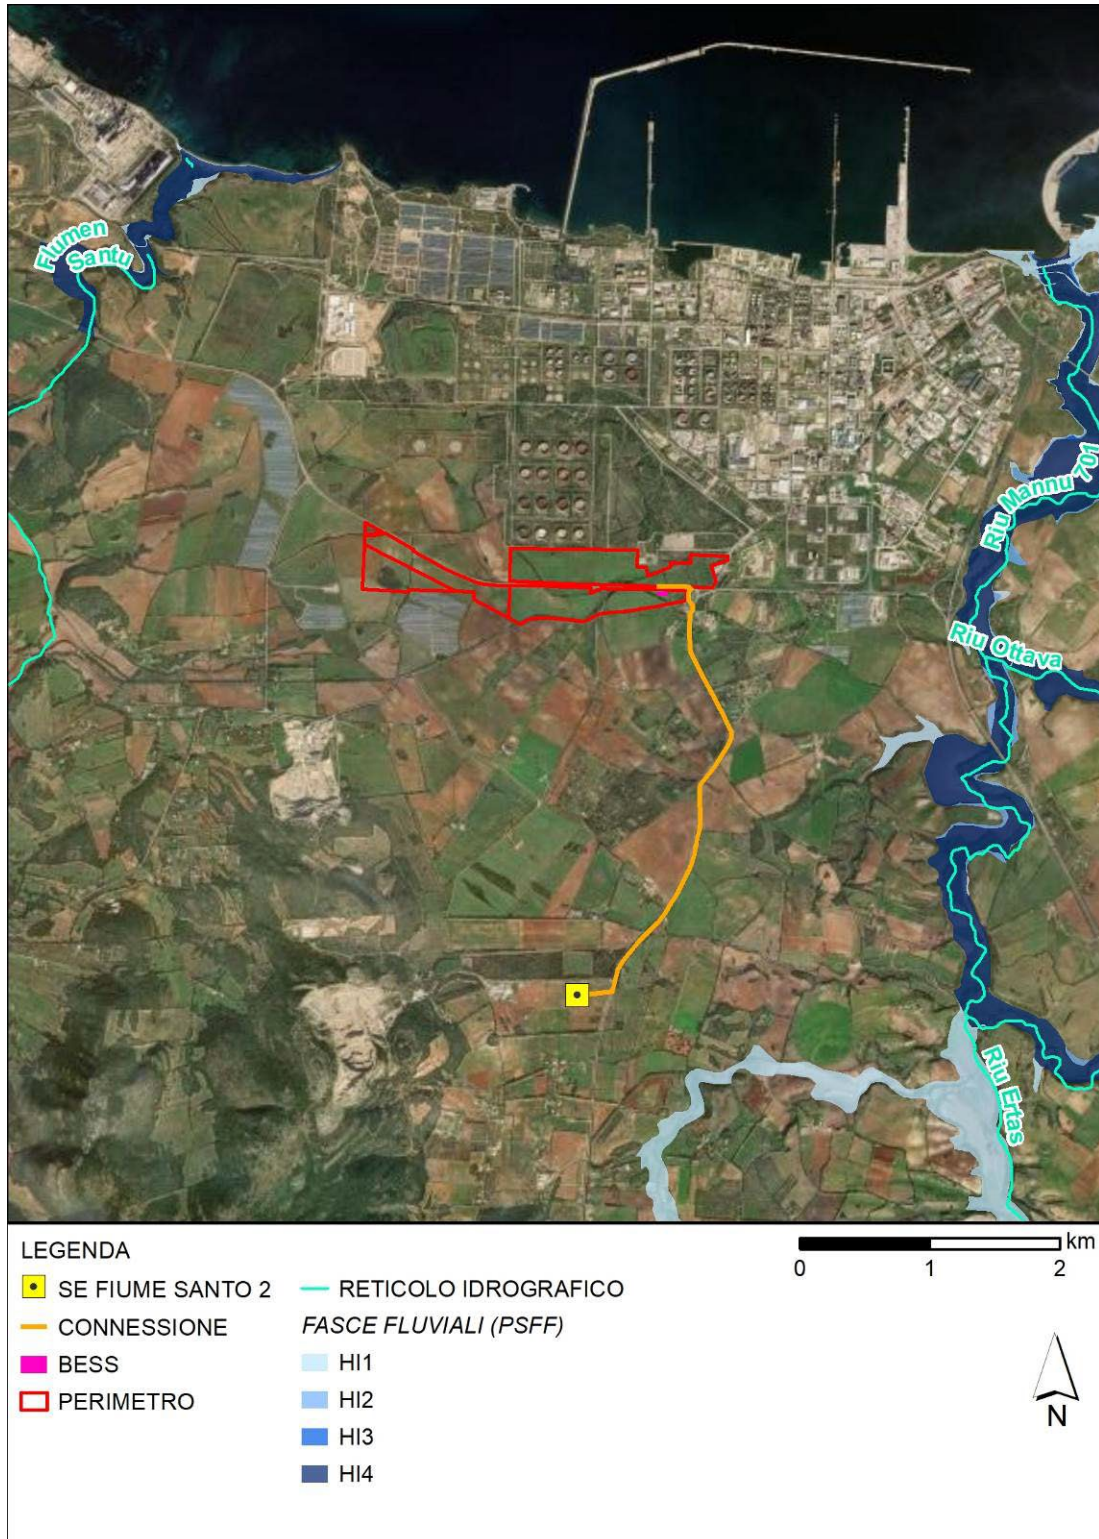 Flumen
Santu
Riu Mannu 701
Riu Ottava
Riu Ertas
LEGENDA
SE FIUME SANTO 2
CONNESSIONE
BESS
PERIMETRO
RETICOLO IDROGRAFICO
FASCE FLUVIALI (PSFF)
HI1
HI2
HI3
HI4
km
0 1 2
N